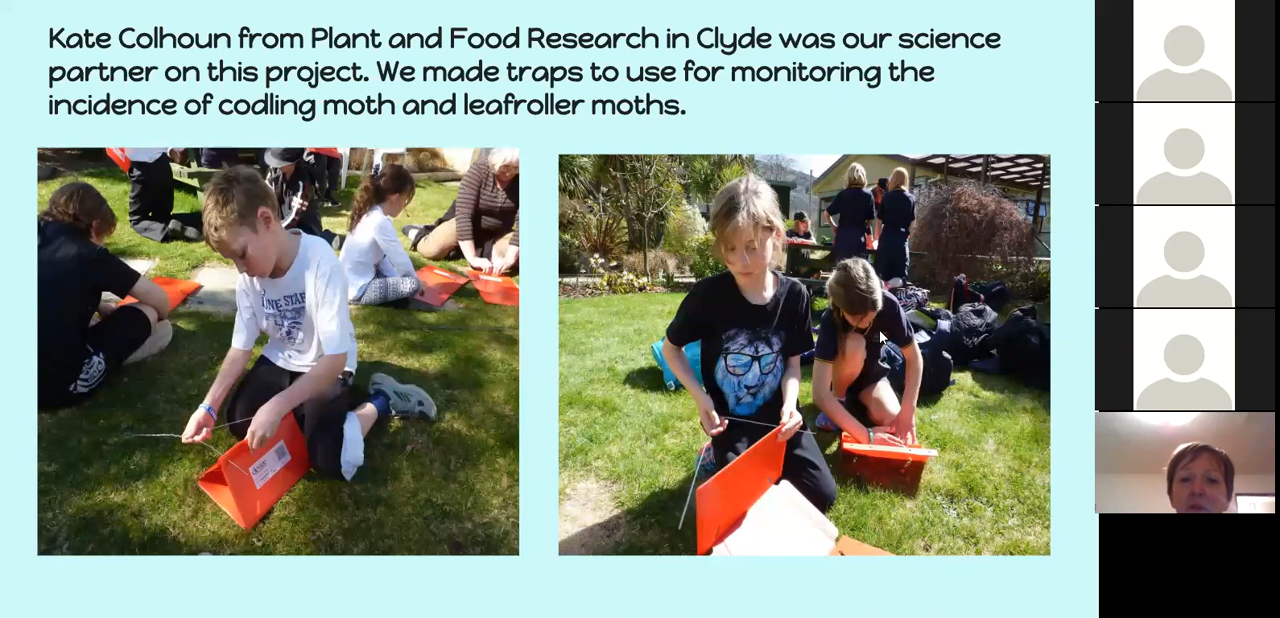 Kate Colhoun from Plant and Food Research in Clyde was our science
partner on this project. We made traps to use for monitoring the
incidence of codling moth and leafroller moths.